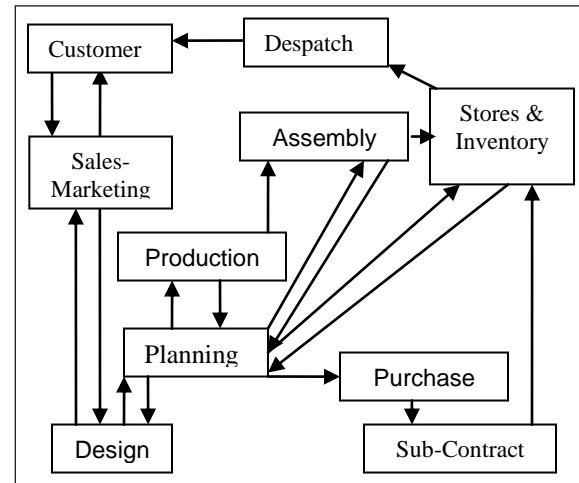 Customer
Despatch
Stores &
Inventory
Assembly
Sales-
Marketing
Production
Planning
Purchase
Design
Sub-Contract